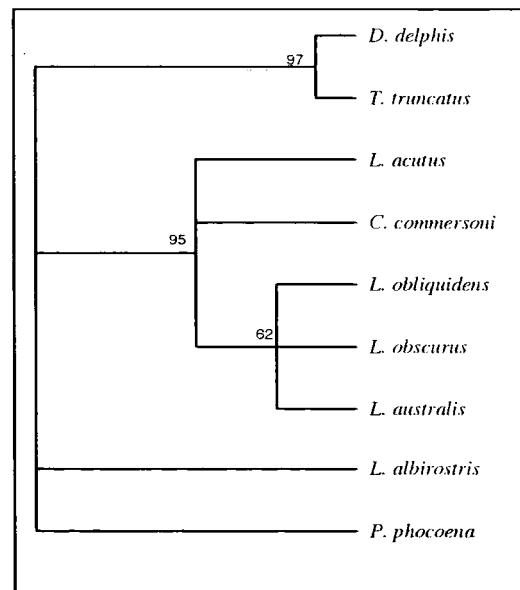 D. delphis
97
T. truncatus
L. acutus
C. commersoni
95
L. obliquidens
62
L. obscurus
L. australis
L. albirostris
P. phocoena